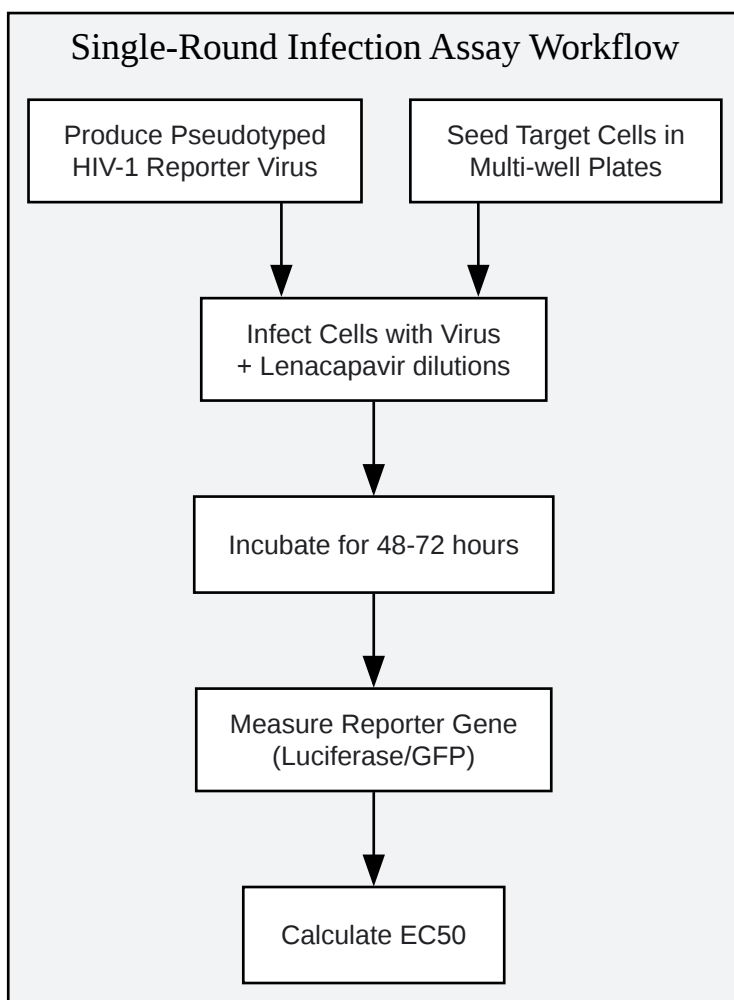 Single-Round Infection Assay Workflow
Produce Pseudotyped
HIV-1 Reporter Virus
Seed Target Cells in
Multi-well Plates
Infect Cells with Virus
+ Lenacapavir dilutions
Incubate for 48-72 hours
Measure Reporter Gene
(Luciferase/GFP)
Calculate EC50